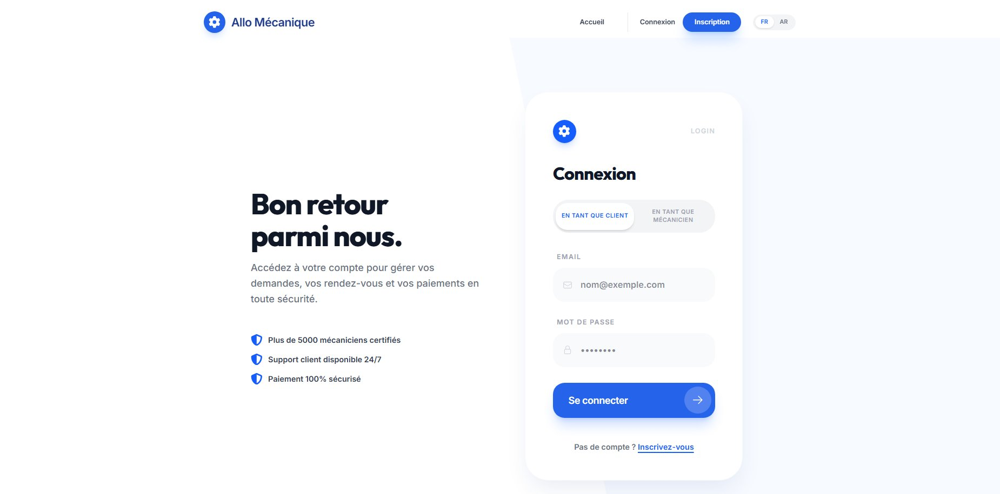 Allo Mécanique
Accueil
Connexion
Inscription
FR
AR
Bon retour
parmi nous.
Accédez à votre compte pour gérer vos
demandes, vos rendez-vous et vos paiements en
toute sécurité.
Plus de 5000 mécaniciens certifiés
Support client disponible 24/7
Paiement 100% sécurisé
LOGIN
Connexion
EN TANT QUE CLIENT
EN TANT QUE
MÉCANICIEN
EMAIL
nom@exemple.com
MOT DE PASSE
••••••••
Se connecter
Pas de compte ? Inscrivez-vous